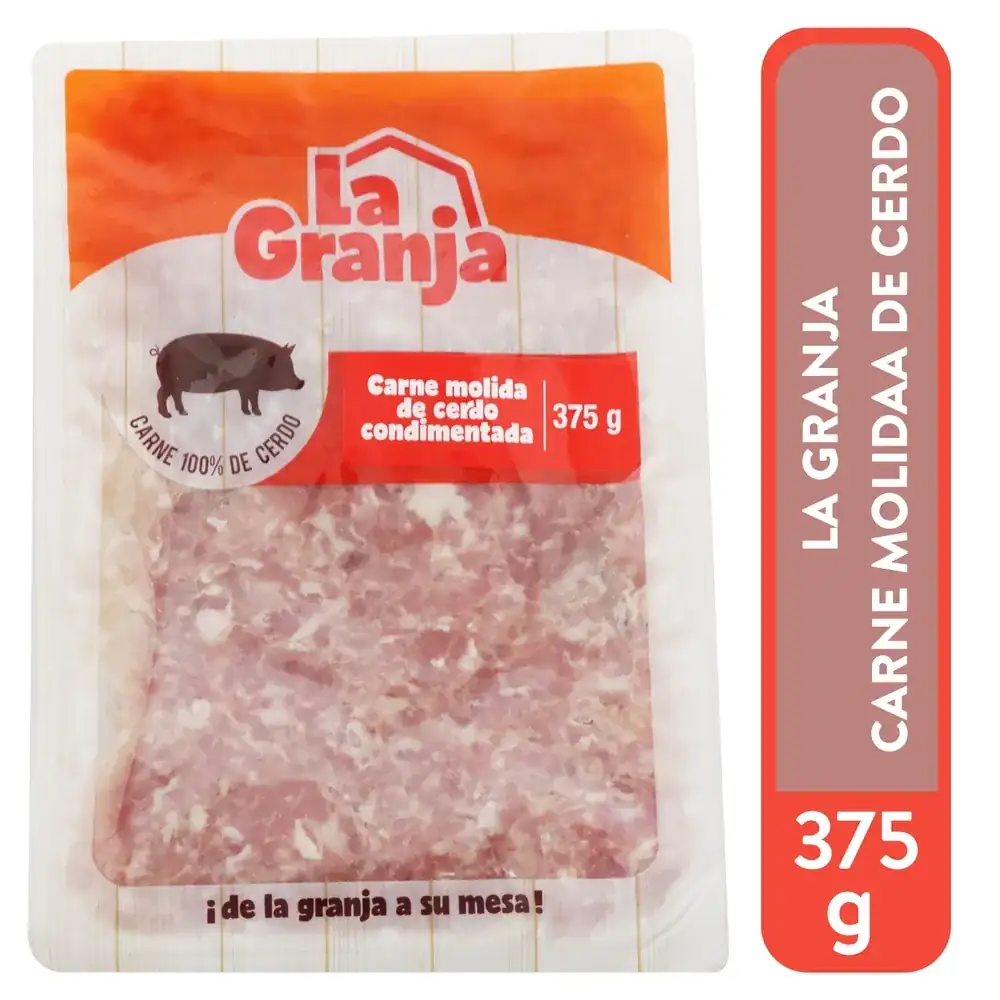 La
Granja
CARNE 100% DE CERDO
Carne molida
de cerdo
condimentada
375 g
¡de la granja a su mesa!
LA GRANJA
CARNE MOLIDAA DE CERDO
375
g